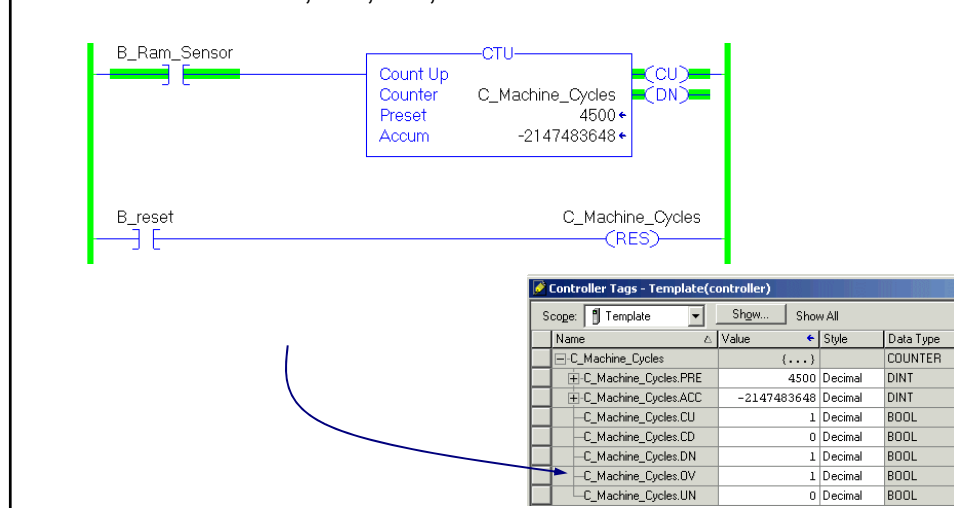 B_Ram_Sensor
CTU
Count Up
Counter C_Machine_Cycles
Preset 4500
Accum -2147483648
CU
DN
B_reset
C_Machine_Cycles
RES
Controller Tags - Template(controller)
Scope: Template Show... Show All
Name Value Style Data Type
C_Machine_Cycles {...} COUNTER
C_Machine_Cycles.PRE 4500 Decimal DINT
C_Machine_Cycles.ACC -2147483648 Decimal DINT
C_Machine_Cycles.CU 1 Decimal BOOL
C_Machine_Cycles.CD 0 Decimal BOOL
C_Machine_Cycles.DN 1 Decimal BOOL
C_Machine_Cycles.OV 1 Decimal BOOL
C_Machine_Cycles.UN 0 Decimal BOOL